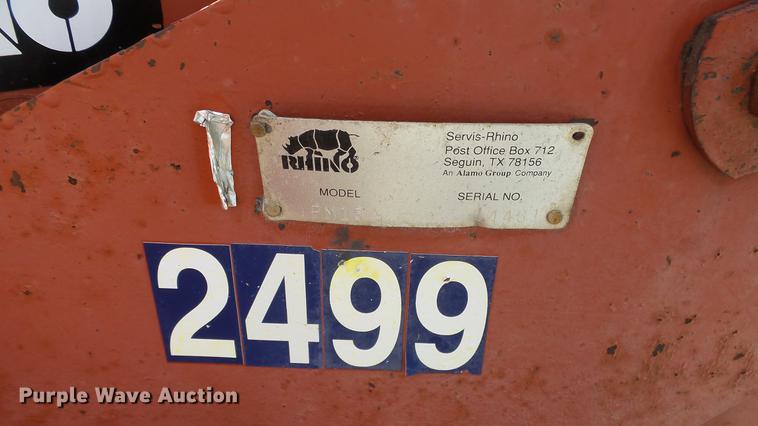 NO
RHINO
Servis-Rhino
Post Office Box 712
Seguin, TX 78156
An Alamo Group Company
MODEL
SERIAL NO.
2499
Purple Wave Auction